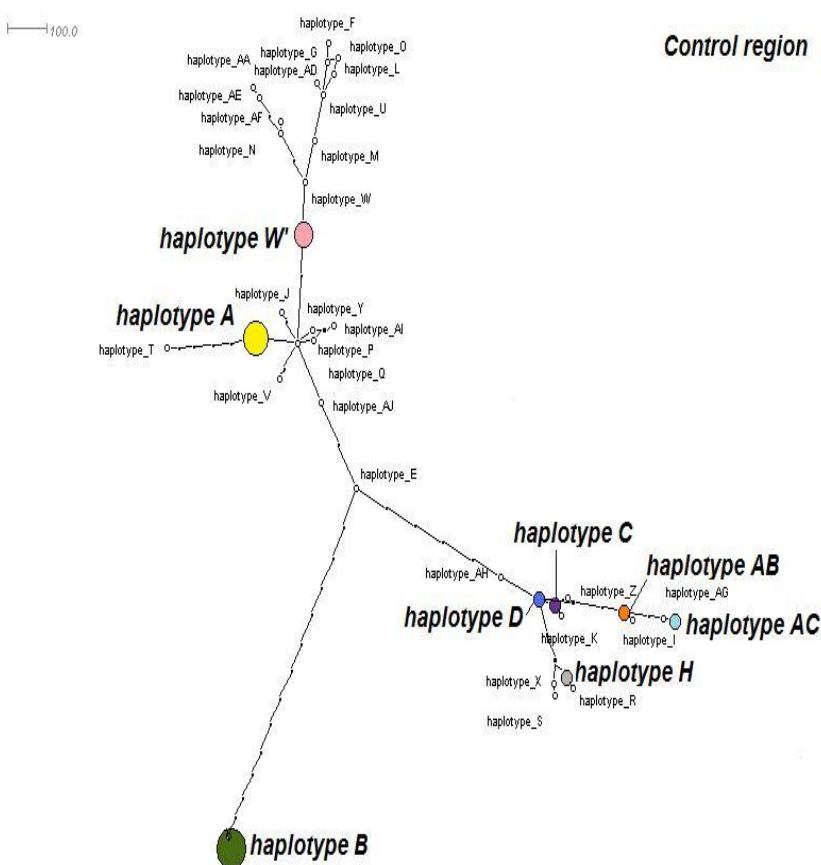 100.0
Control region
haplotype_F
haplotype_G
haplotype_O
haplotype_AA
haplotype_AD
haplotype_L
haplotype_AE
haplotype_U
haplotype_AF
haplotype_N
haplotype_M
haplotype_W
haplotype W'
haplotype_J
haplotype_Y
haplotype A
haplotype_AI
haplotype_T
haplotype_P
haplotype_Q
haplotype_V
haplotype_AJ
haplotype_E
haplotype C
haplotype AB
haplotype_AH
haplotype_Z
haplotype_AG
haplotype D
haplotype AC
haplotype_K
haplotype_I
haplotype H
haplotype_X
haplotype_R
haplotype_S
haplotype B